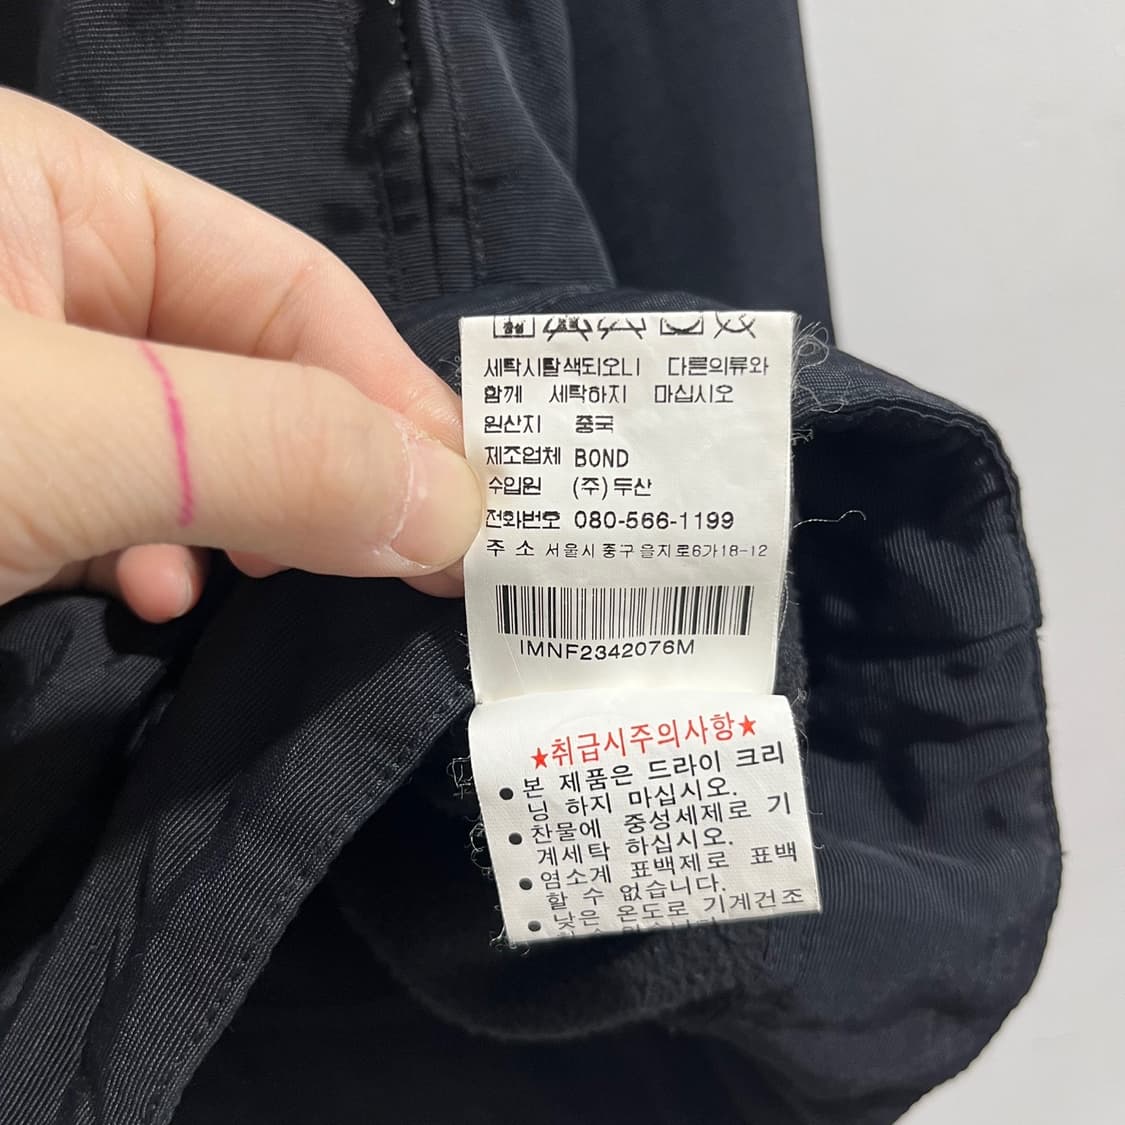 중성
세탁시탈색되오니 다른의류와
함께 세탁하지 마십시오
원산지 중국
제조업체 BOND
수입원 (주)두산
전화번호 080-566-1199
주 소 서울시 중구 을지로6가18-12
IMNF2342076M
★취급시주의사항★
● 본 제품은 드라이 크리
닝 하지 마십시오.
● 찬물에 중성세제로 기
계세탁 하십시오.
● 염소계 표백제로 표백
할 수 없습니다.
● 낮은 온도로 기계건조